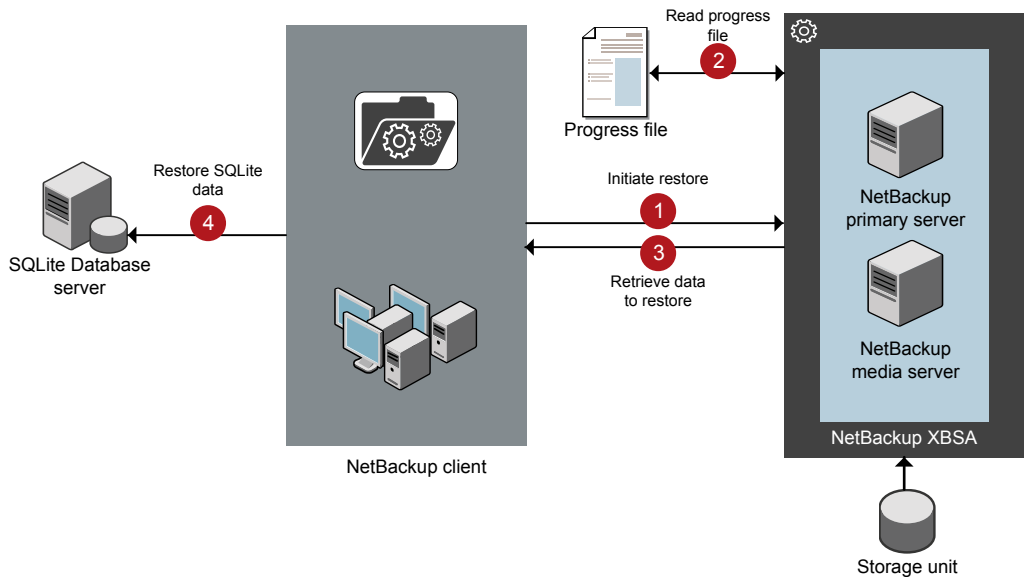 Read progress
file
2
Progress file
Initiate restore
1
3
Retrieve data
to restore
Restore SQLite
data
4
SQLite Database
server
NetBackup client
NetBackup
primary server
NetBackup
media server
NetBackup XBSA
Storage unit